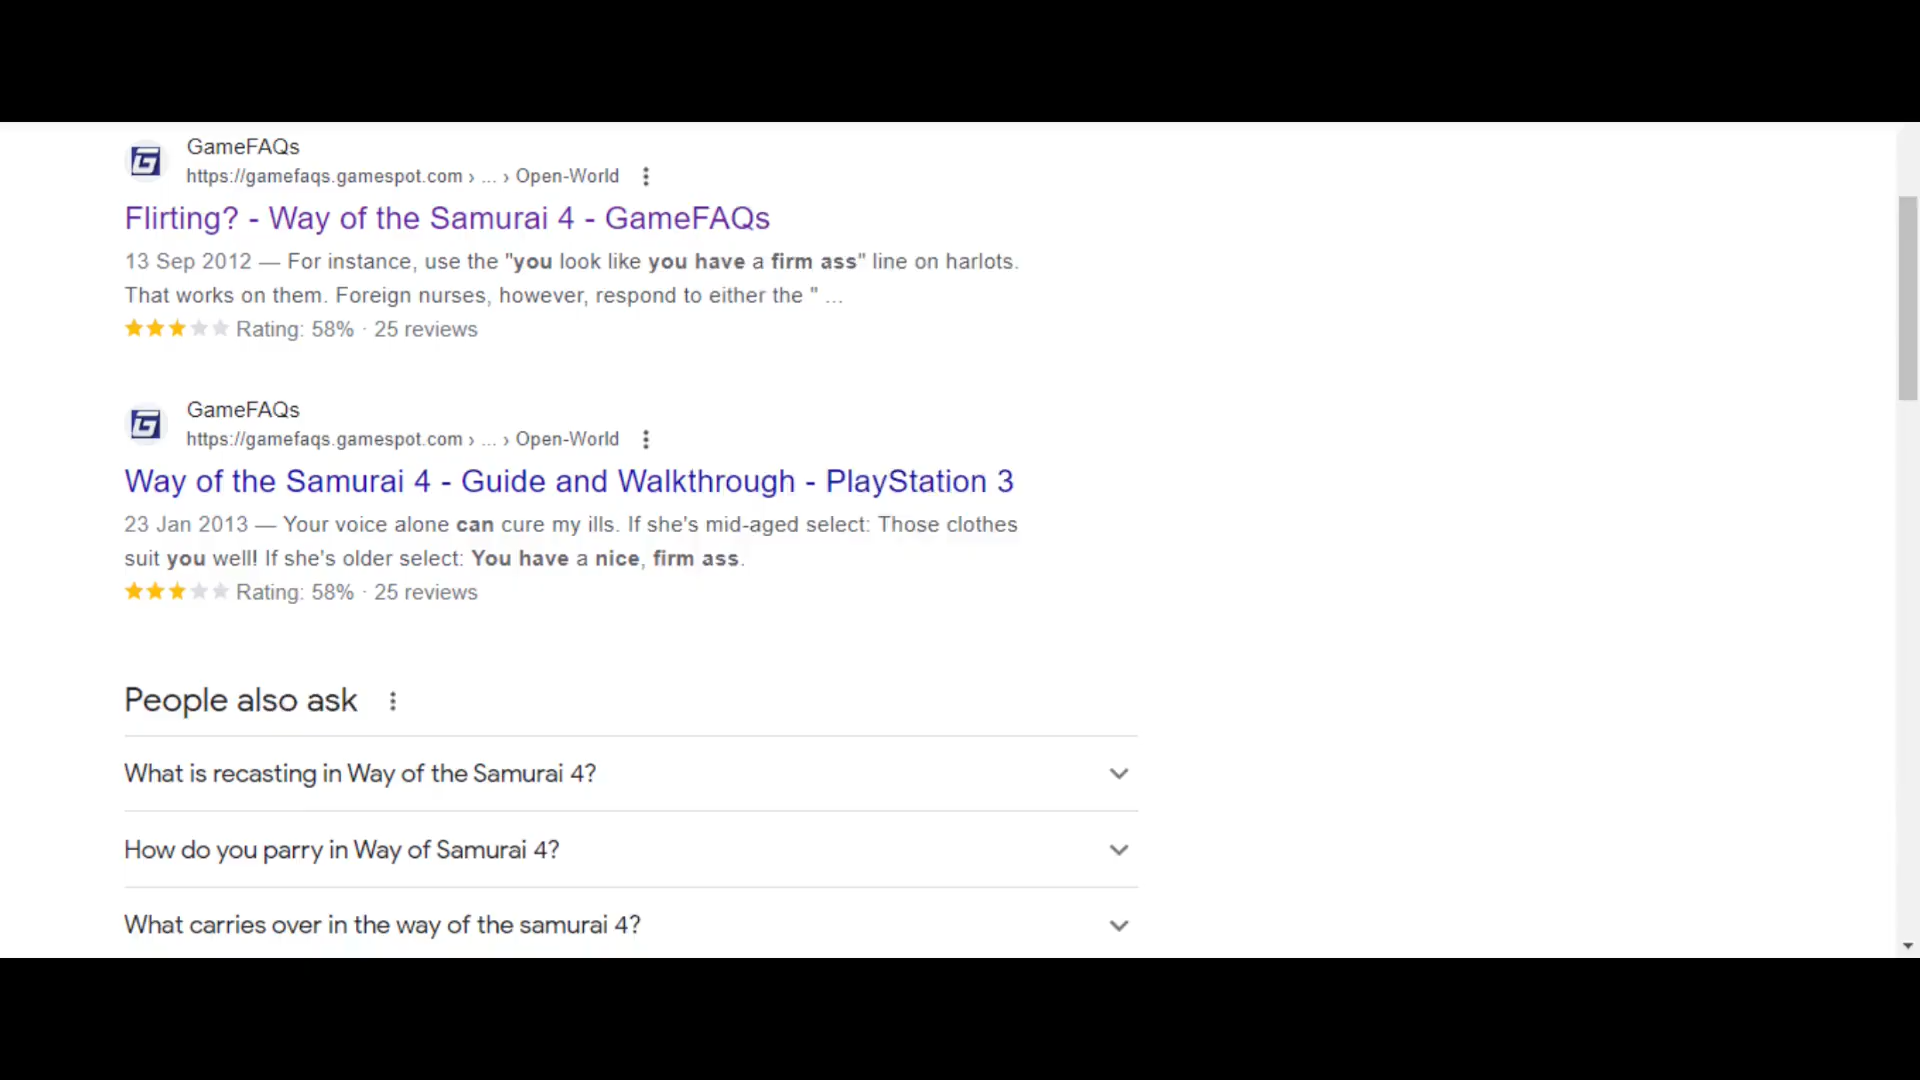 GameFAQs
https://gamefaqs.gamespot.com › ... › Open-World
Flirting? - Way of the Samurai 4 - GameFAQs
13 Sep 2012 — For instance, use the "you look like you have a firm ass" line on harlots.
That works on them. Foreign nurses, however, respond to either the " ...
Rating: 58% · 25 reviews
GameFAQs
https://gamefaqs.gamespot.com › ... › Open-World
Way of the Samurai 4 - Guide and Walkthrough - PlayStation 3
23 Jan 2013 — Your voice alone can cure my ills. If she's mid-aged select: Those clothes
suit you well! If she's older select: You have a nice, firm ass.
Rating: 58% · 25 reviews
People also ask
What is recasting in Way of the Samurai 4?
How do you parry in Way of Samurai 4?
What carries over in the way of the samurai 4?